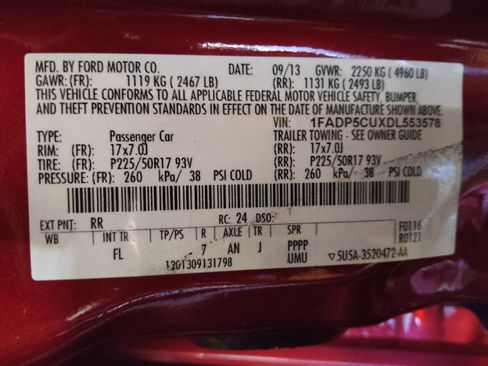 MFD. BY FORD MOTOR CO. DATE: 09/13 GVWR: 2250 KG ( 4960 LB)
GAWR:(FR): 1119 KG ( 2467 LB) (RR): 1131 KG ( 2493 LB)
THIS VEHICLE CONFORMS TO ALL APPLICABLE FEDERAL MOTOR VEHICLE SAFETY, BUMPER,
AND THEFT PREVENTION STANDARDS IN EFFECT ON THE DATE OF MANUFACTURE SHOWN ABOVE.
VIN: 1FADP5CUXDL553578
TYPE: Passenger Car TRAILER TOWING - SEE OWNER GUIDE
RIM: (FR) 17x7.0J (RR): 17x7.0J
TIRE: (FR) P225/50R17 93V (RR): P225/50R17 93V
PRESSURE: (FR) 260 kPa/ 38 PSI COLD (RR): 260 kPa/ 38 PSI COLD
EXT PNT: RR RC: 24 DSO: F0116
WB INT TR TP/PS R AXLE TR SPR R0121
FL 7 AN J PPPP
UMU
1201309131798 ▽5U5A-3520472-AA